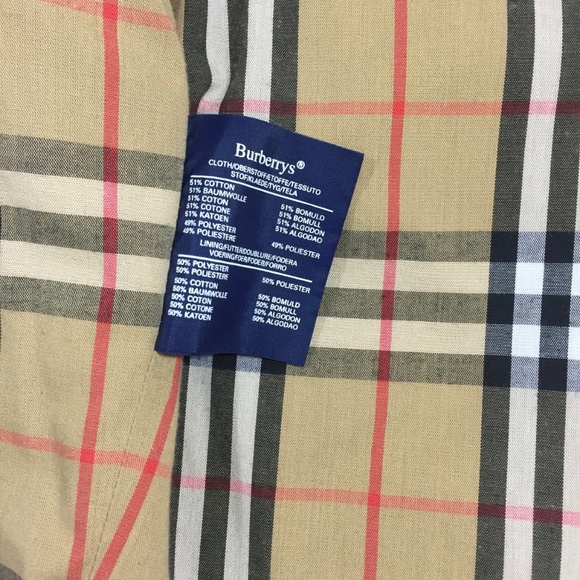 Burberrys®
CLOTH/OBERSTOFF/ETOFFE/TESSUTO
STOF/KLAEDE/TYG/TELA
51% COTTON
51% BAUMWOLLE 51% BOMULD
51% COTON 51% BOMULL
51% COTONE 51% ALGODON
51% KATOEN 51% ALGODAO
49% POLYESTER
49% POLIESTERE 49% POLIESTER
LINING/FUTTER/DOUBLURE/FODERA
VOERING/FOER/FODER/FORRO
50% POLYESTER
50% POLIESTERE 50% POLIESTER
50% COTTON
50% BAUMWOLLE 50% BOMULD
50% COTON 50% BOMULL
50% COTONE 50% ALGODON
50% KATOEN 50% ALGODAO